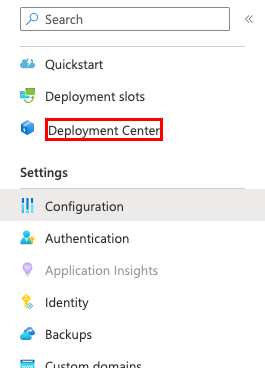 Search
Quickstart
Deployment slots
Deployment Center
Settings
Configuration
Authentication
Application Insights
Identity
Backups
Custom domains